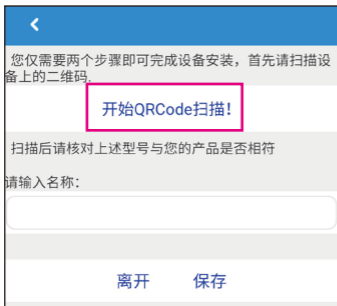 您仅需要两个步骤即可完成设备安装，首先请扫描设
备上的二维码.
开始QRCode扫描！
扫描后请核对上述型号与您的产品是否相符
请输入名称：
离开 保存